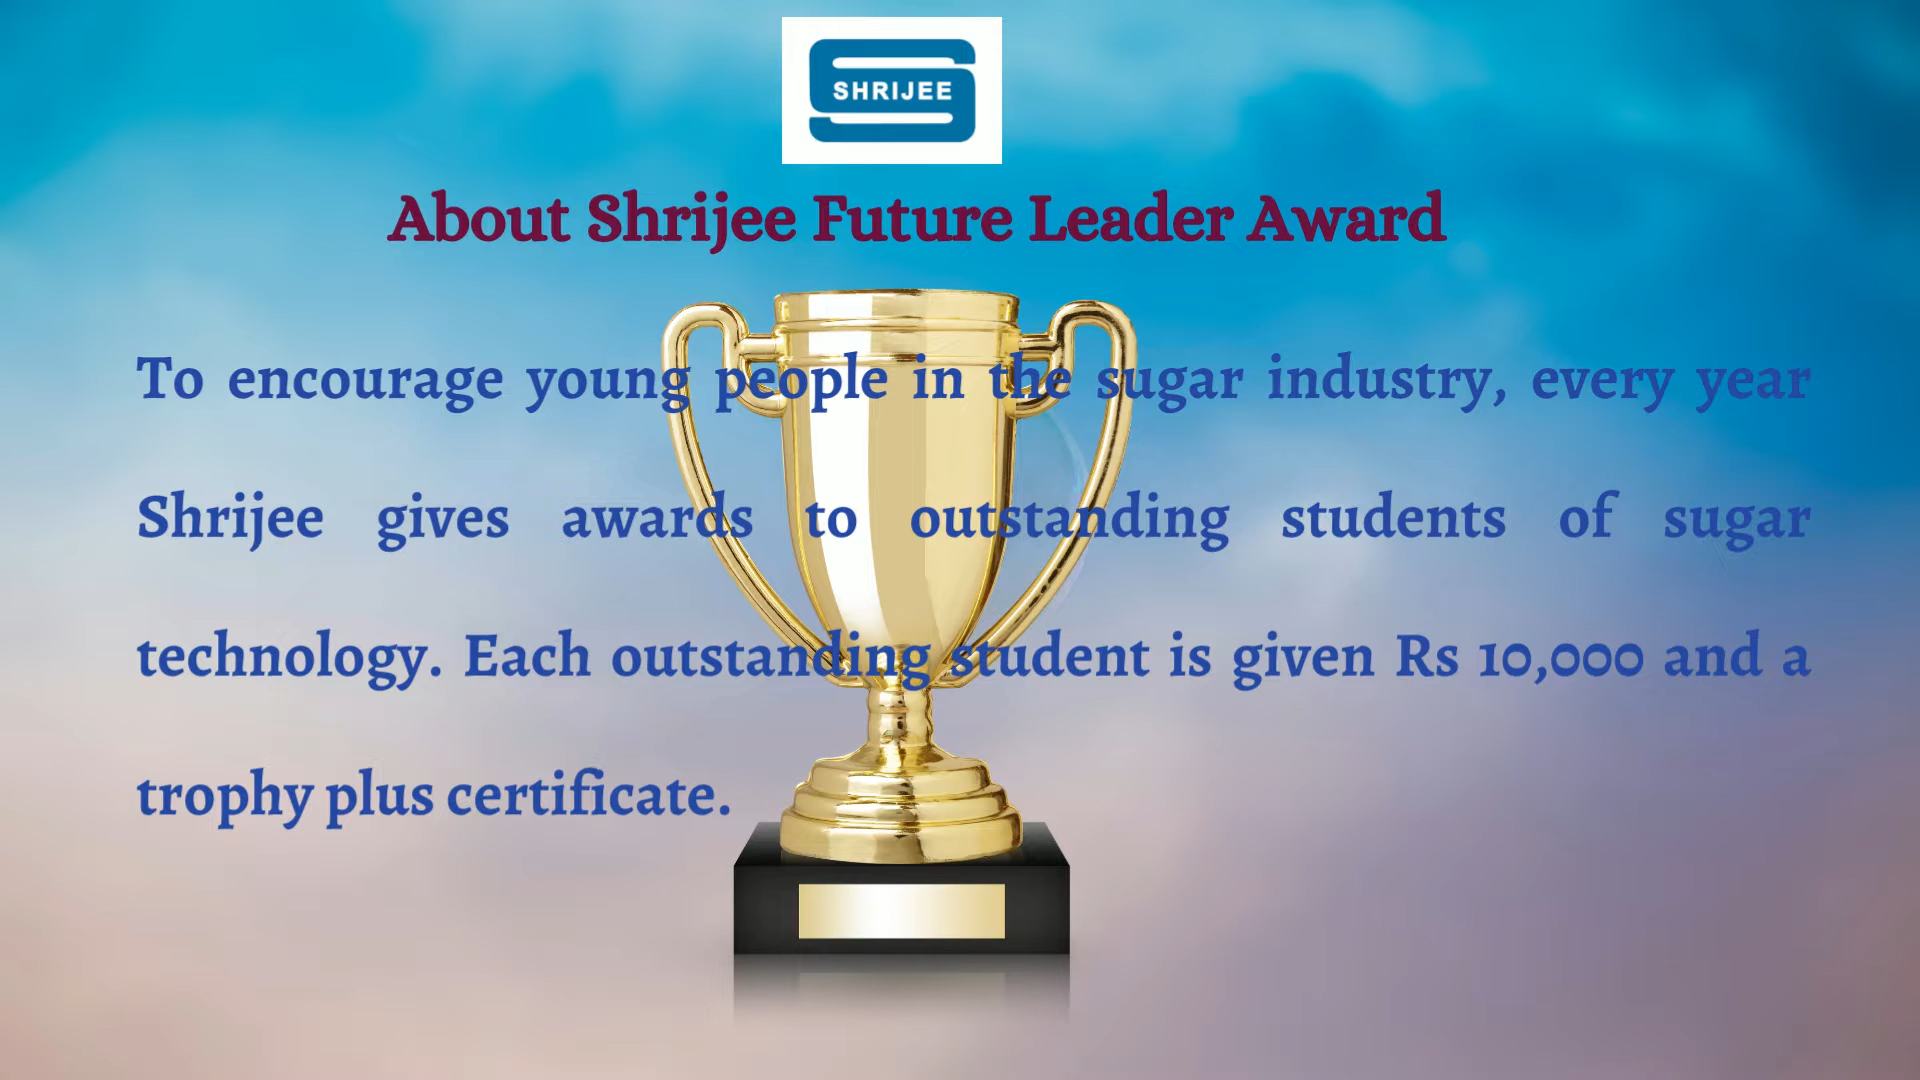 SHRIJEE
About Shrijee Future Leader Award
To encourage young people in the sugar industry, every year
Shrijee gives awards to outstanding students of sugar
technology. Each outstanding student is given Rs 10,000 and a
trophy plus certificate.